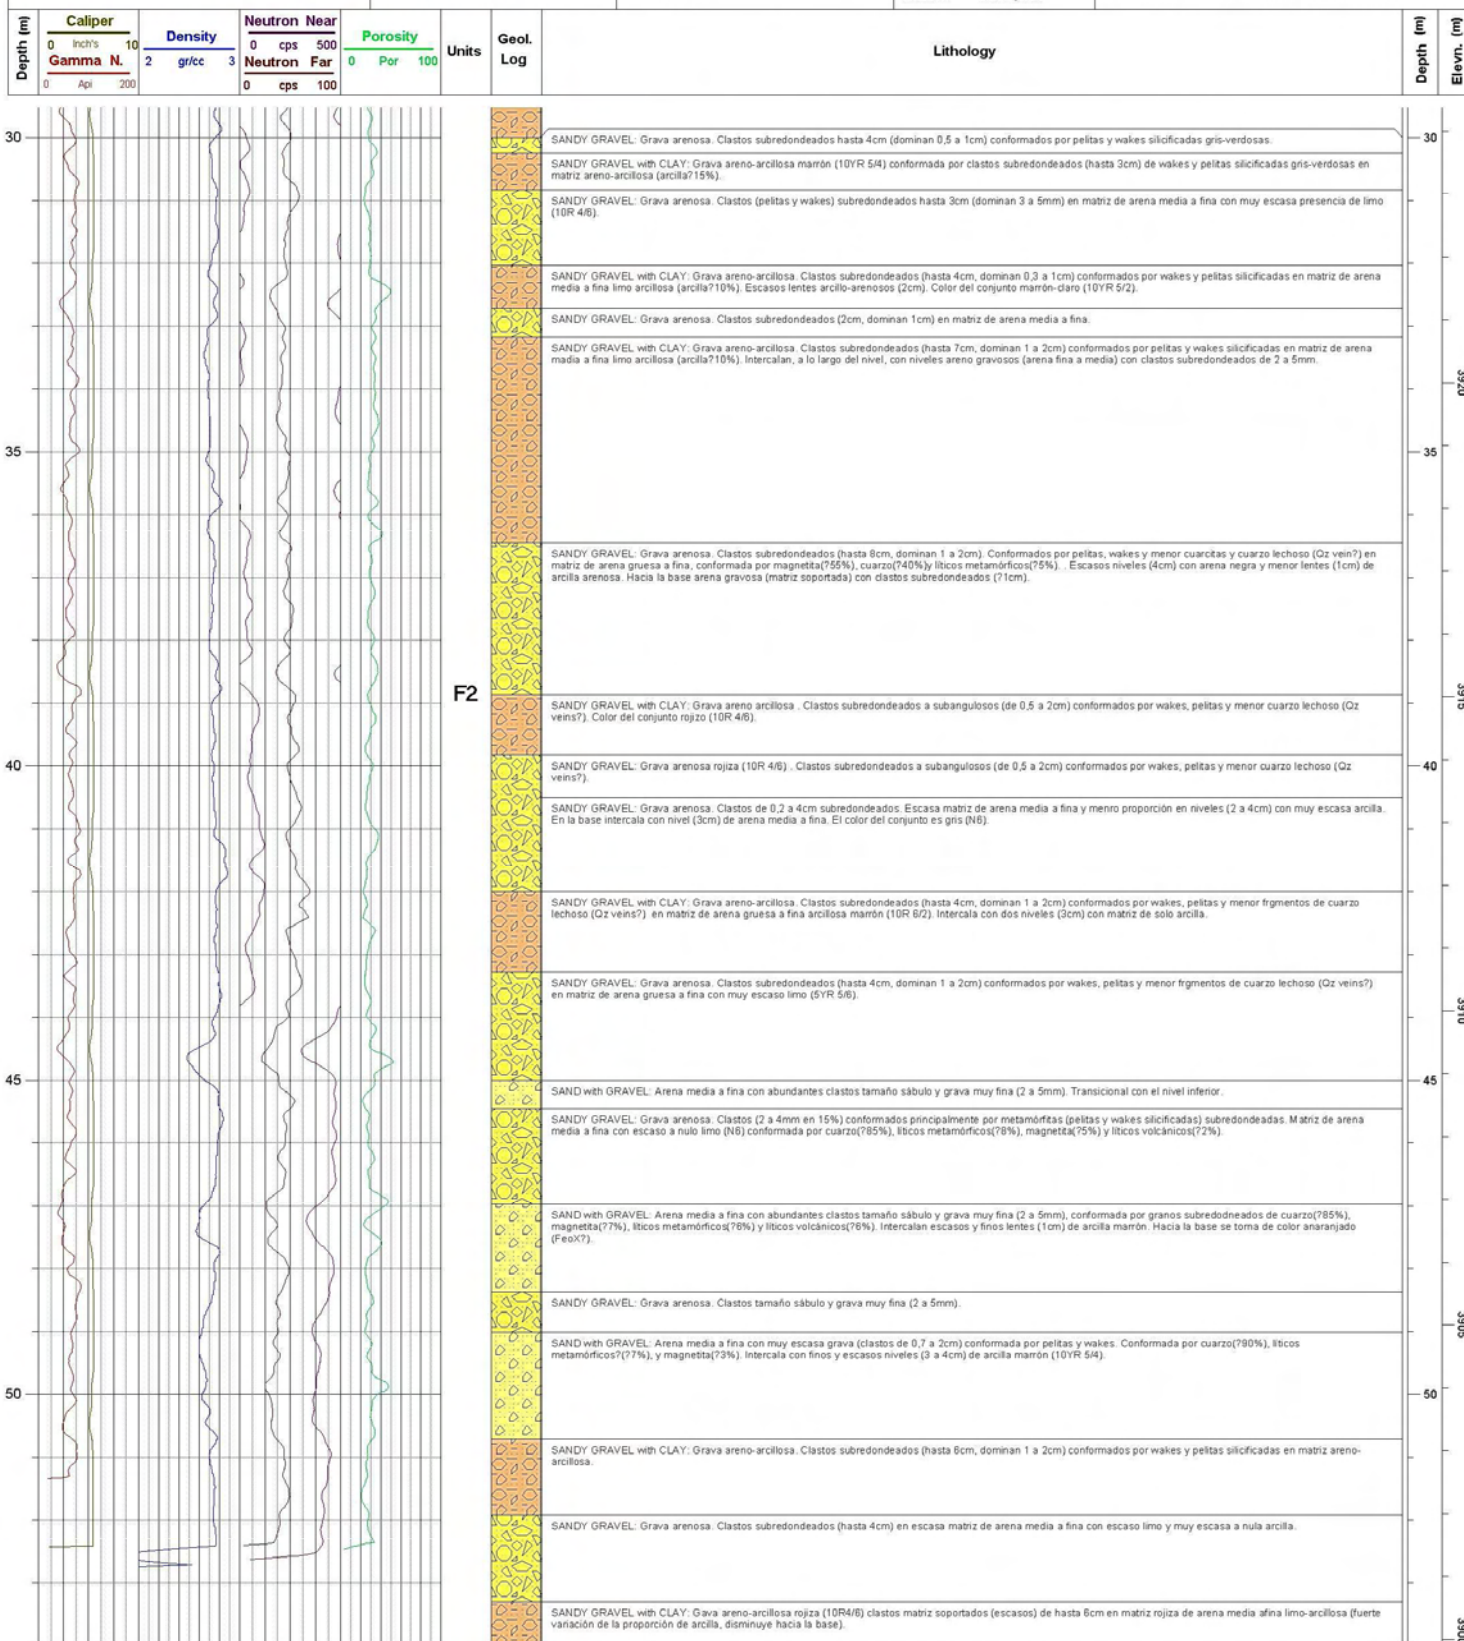 Depth (m)
Caliper
0 Inch's 10
Gamma N.
0 Api 200
Density
2 gr/cc 3
Neutron Near
0 cps 500
Neutron Far
0 cps 100
Porosity
0 Por 100
Units
Geol.
Log
Lithology
Depth (m)
Elevn. (m)
30
SANDY GRAVEL: Grava arenosa. Clastos subredondeados hasta 4cm (dominan 0,5 a 1cm) conformados por pelitas y wakes silicificadas gris-verdosas.
30
SANDY GRAVEL with CLAY: Grava areno-arcillosa marrón (10YR 5/4) conformada por clastos subredondeados (hasta 3cm) de wakes y pelitas silicificadas gris-verdosas en
matriz areno-arcillosa (arcilla?15%).
SANDY GRAVEL: Grava arenosa. Clastos (pelitas y wakes) subredondeados hasta 3cm (dominan 3 a 5mm) en matriz de arena media a fina con muy escasa presencia de limo
(10R 4/6).
SANDY GRAVEL with CLAY: Grava areno-arcillosa. Clastos subredondeados (hasta 4cm, dominan 0,3 a 1cm) conformados por wakes y pelitas silicificadas en matriz de arena
media a fina limo arcillosa (arcilla?10%). Escasos lentes arcillo-arenosos (2cm). Color del conjunto marrón-claro (10YR 5/2).
SANDY GRAVEL: Grava arenosa. Clastos subredondeados (2cm, dominan 1cm) en matriz de arena media a fina.
SANDY GRAVEL with CLAY: Grava areno-arcillosa. Clastos subredondeados (hasta 7cm, dominan 1 a 2cm) conformados por pelitas y wakes silicificadas en matriz de arena
madia a fina limo arcillosa (arcilla?10%). Intercalan, a lo largo del nivel, con niveles areno gravosos (arena fina a media) con clastos subredondeados de 2 a 5mm.
3920
35
35
SANDY GRAVEL: Grava arenosa. Clastos subredondeados (hasta 8cm, dominan 1 a 2cm). Conformados por pelitas, wakes y menor cuarcitas y cuarzo lechoso (Qz vein?) en
matriz de arena gruesa a fina, conformada por magnetita(?55%), cuarzo(?40%)y líticos metamórficos(?5%). . Escasos niveles (4cm) con arena negra y menor lentes (1cm) de
arcilla arenosa. Hacia la base arena gravosa (matriz soportada) con clastos subredondeados (?1cm).
F2
3915
SANDY GRAVEL with CLAY: Grava areno arcillosa . Clastos subredondeados a subangulosos (de 0,5 a 2cm) conformados por wakes, pelitas y menor cuarzo lechoso (Qz
veins?). Color del conjunto rojizo (10R 4/6).
40
SANDY GRAVEL: Grava arenosa rojiza (10R 4/6) . Clastos subredondeados a subangulosos (de 0,5 a 2cm) conformados por wakes, pelitas y menor cuarzo lechoso (Qz
veins?).
40
SANDY GRAVEL: Grava arenosa. Clastos de 0,2 a 4cm subredondeados. Escasa matriz de arena media a fina y menro proporción en niveles (2 a 4cm) con muy escasa arcilla.
En la base intercala con nivel (3cm) de arena media a fina. El color del conjunto es gris (N6).
SANDY GRAVEL with CLAY: Grava areno-arcillosa. Clastos subredondeados (hasta 4cm, dominan 1 a 2cm) conformados por wakes, pelitas y menor frgmentos de cuarzo
lechoso (Qz veins?) en matriz de arena gruesa a fina arcillosa marrón (10R 6/2). Intercala con dos niveles (3cm) con matriz de solo arcilla.
SANDY GRAVEL: Grava arenosa. Clastos subredondeados (hasta 4cm, dominan 1 a 2cm) conformados por wakes, pelitas y menor frgmentos de cuarzo lechoso (Qz veins?)
en matriz de arena gruesa a fina con muy escaso limo (5YR 5/6).
3910
45
45
SAND with GRAVEL: Arena media a fina con abundantes clastos tamaño sábulo y grava muy fina (2 a 5mm). Transicional con el nivel inferior.
SANDY GRAVEL: Grava arenosa. Clastos (2 a 4mm en 15%) conformados principalmente por metamórfitas (pelitas y wakes silicificadas) subredondeadas. Matriz de arena
media a fina con escaso a nulo limo (N6) conformada por cuarzo(?85%), líticos metamórficos(?8%), magnetita(?5%) y líticos volcánicos(?2%).
SAND with GRAVEL: Arena media a fina con abundantes clastos tamaño sábulo y grava muy fina (2 a 5mm), conformada por granos subredodneados de cuarzo(?85%),
magnetita(?7%), líticos metamórficos(?6%) y líticos volcánicos(?6%). Intercalan escasos y finos lentes (1cm) de arcilla marrón. Hacia la base se torna de color anaranjado
(FeoX?).
SANDY GRAVEL: Grava arenosa. Clastos tamaño sábulo y grava muy fina (2 a 5mm).
3905
SAND with GRAVEL: Arena media a fina con muy escasa grava (clastos de 0,7 a 2cm) conformada por pelitas y wakes. Conformada por cuarzo(?90%), líticos
metamórficos?(?7%), y magnetita(?3%). Intercala con finos y escasos niveles (3 a 4cm) de arcilla marrón (10YR 5/4).
50
50
SANDY GRAVEL with CLAY: Grava areno-arcillosa. Clastos subredondeados (hasta 6cm, dominan 1 a 2cm) conformados por wakes y pelitas silicificadas en matriz areno-
arcillosa.
SANDY GRAVEL: Grava arenosa. Clastos subredondeados (hasta 4cm) en escasa matriz de arena media a fina con escaso limo y muy escasa a nula arcilla.
SANDY GRAVEL with CLAY: Gava areno-arcillosa rojiza (10R4/6) clastos matriz soportados (escasos) de hasta 6cm en matriz rojiza de arena media afina limo-arcillosa (fuerte
variación de la proporción de arcilla, disminuye hacia la base).